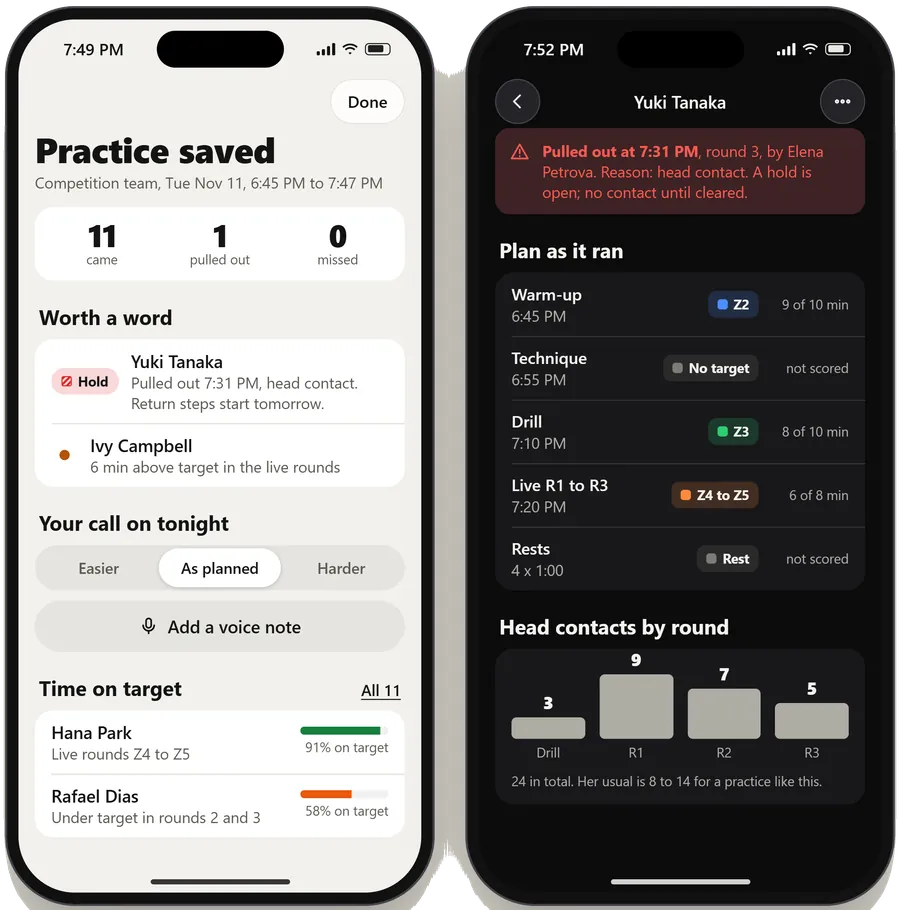 7:49 PM
Done
Practice saved
Competition team, Tue Nov 11, 6:45 PM to 7:47 PM
11
came
1
pulled out
0
missed
Worth a word
Hold
Yuki Tanaka
Pulled out 7:31 PM, head contact.
Return steps start tomorrow.
Ivy Campbell
6 min above target in the live rounds
Your call on tonight
Easier
As planned
Harder
Add a voice note
Time on target
All 11
Hana Park
Live rounds Z4 to Z5
91% on target
Rafael Dias
Under target in rounds 2 and 3
58% on target
7:52 PM
Yuki Tanaka
Pulled out at 7:31 PM, round 3, by Elena
Petrova. Reason: head contact. A hold is
open; no contact until cleared.
Plan as it ran
Warm-up
6:45 PM
Z2
9 of 10 min
Technique
6:55 PM
No target
not scored
Drill
7:10 PM
Z3
8 of 10 min
Live R1 to R3
7:20 PM
Z4 to Z5
6 of 8 min
Rests
4 x 1:00
Rest
not scored
Head contacts by round
3
Drill
9
R1
7
R2
5
R3
24 in total. Her usual is 8 to 14 for a practice like this.